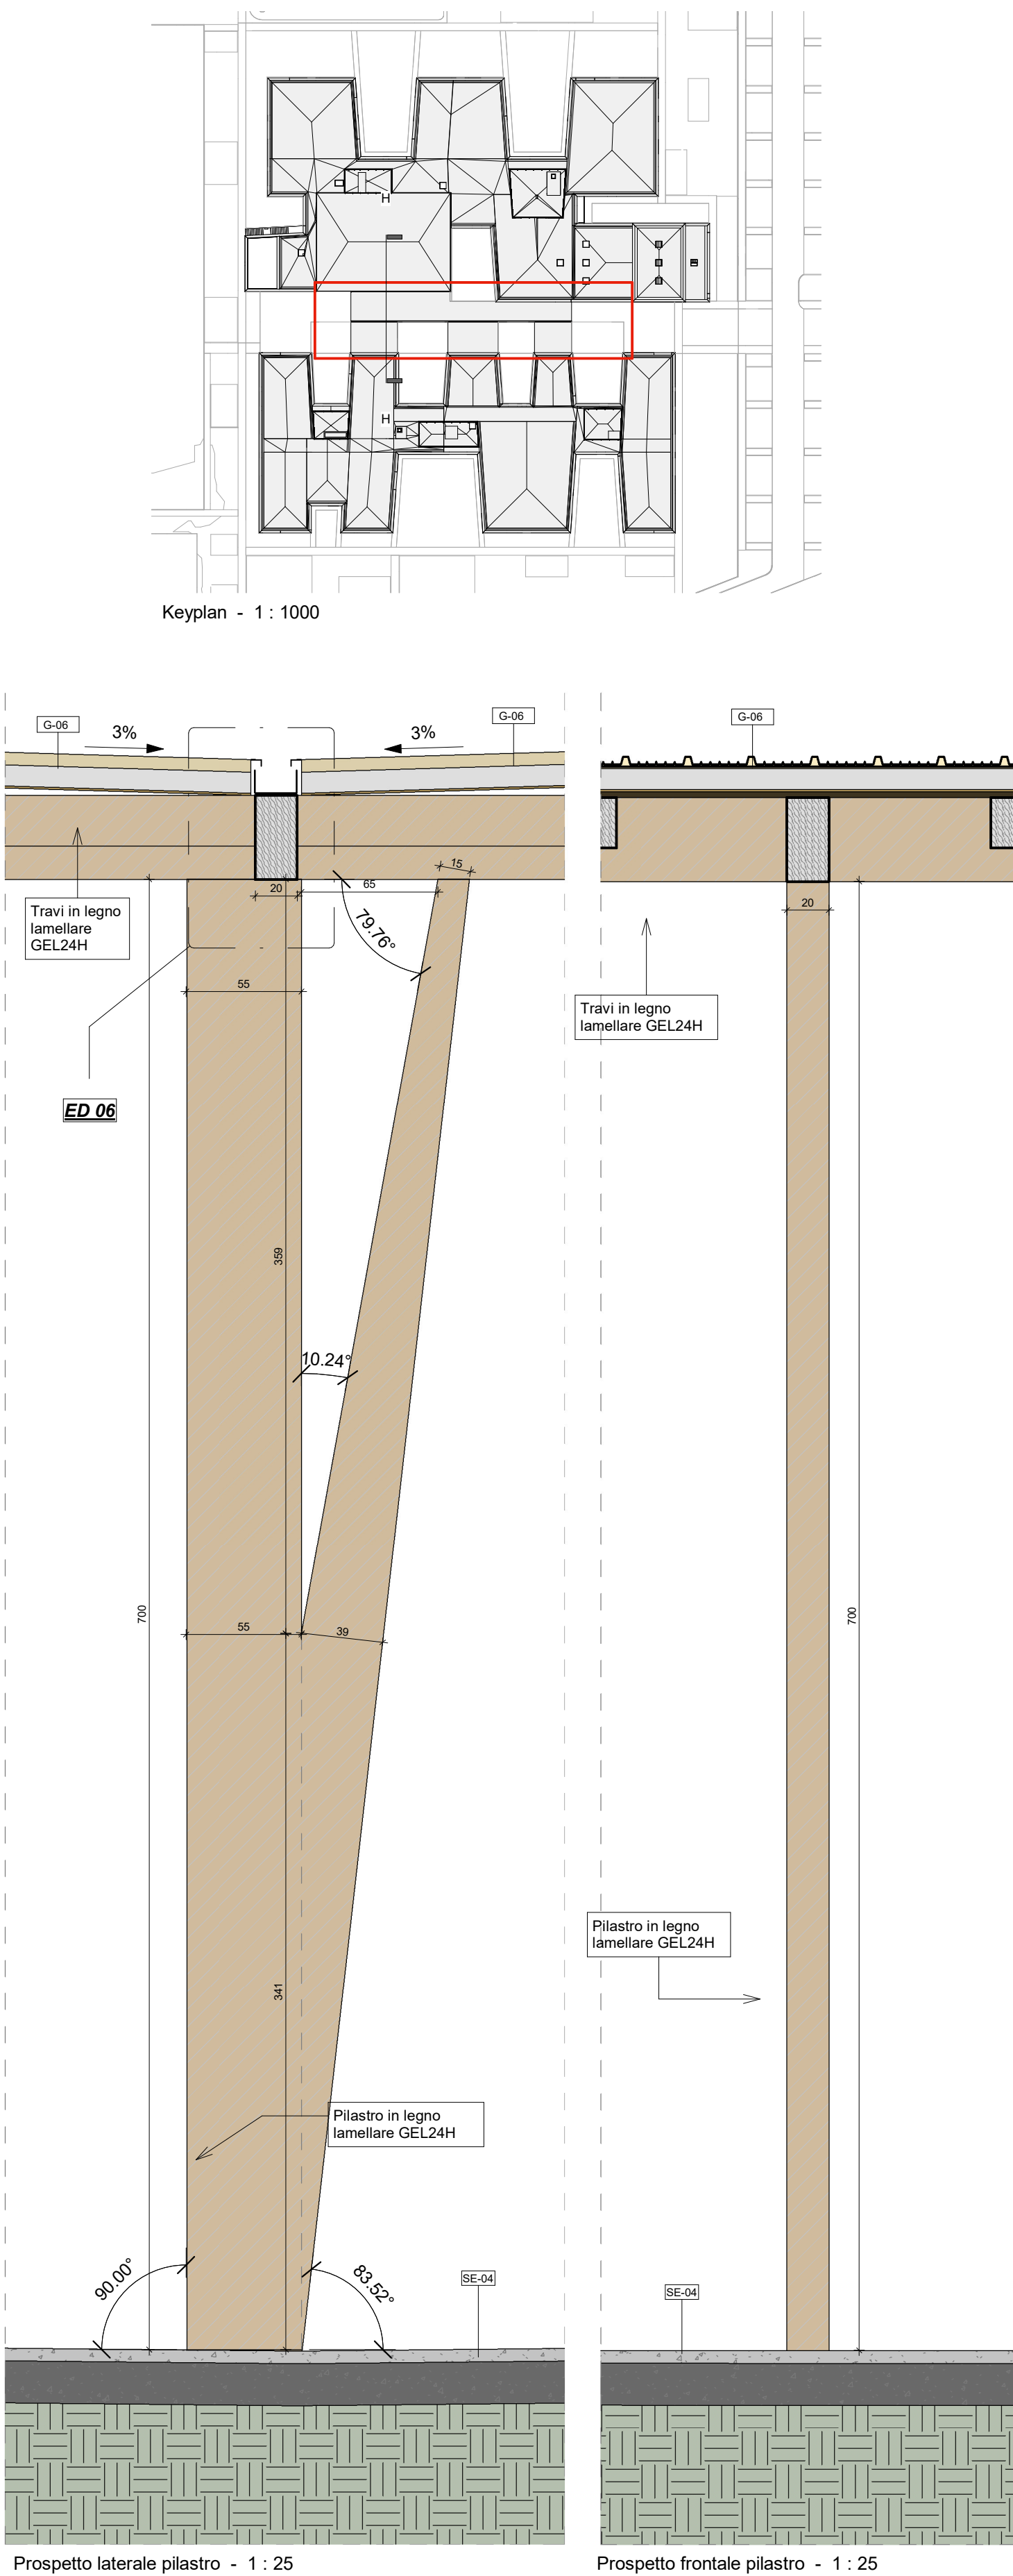 H
H
Keyplan - 1 : 1000
G-06
3%
3%
G-06
G-06
15
20
65
79.76°
20
Travi in legno
lamellare
GEL24H
55
Travi in legno
lamellare GEL24H
ED 06
359
10.24°
700
55
39
700
Pilastro in legno
lamellare GEL24H
341
Pilastro in legno
lamellare GEL24H
90.00°
83.52°
SE-04
SE-04
Prospetto laterale pilastro - 1 : 25
Prospetto frontale pilastro - 1 : 25